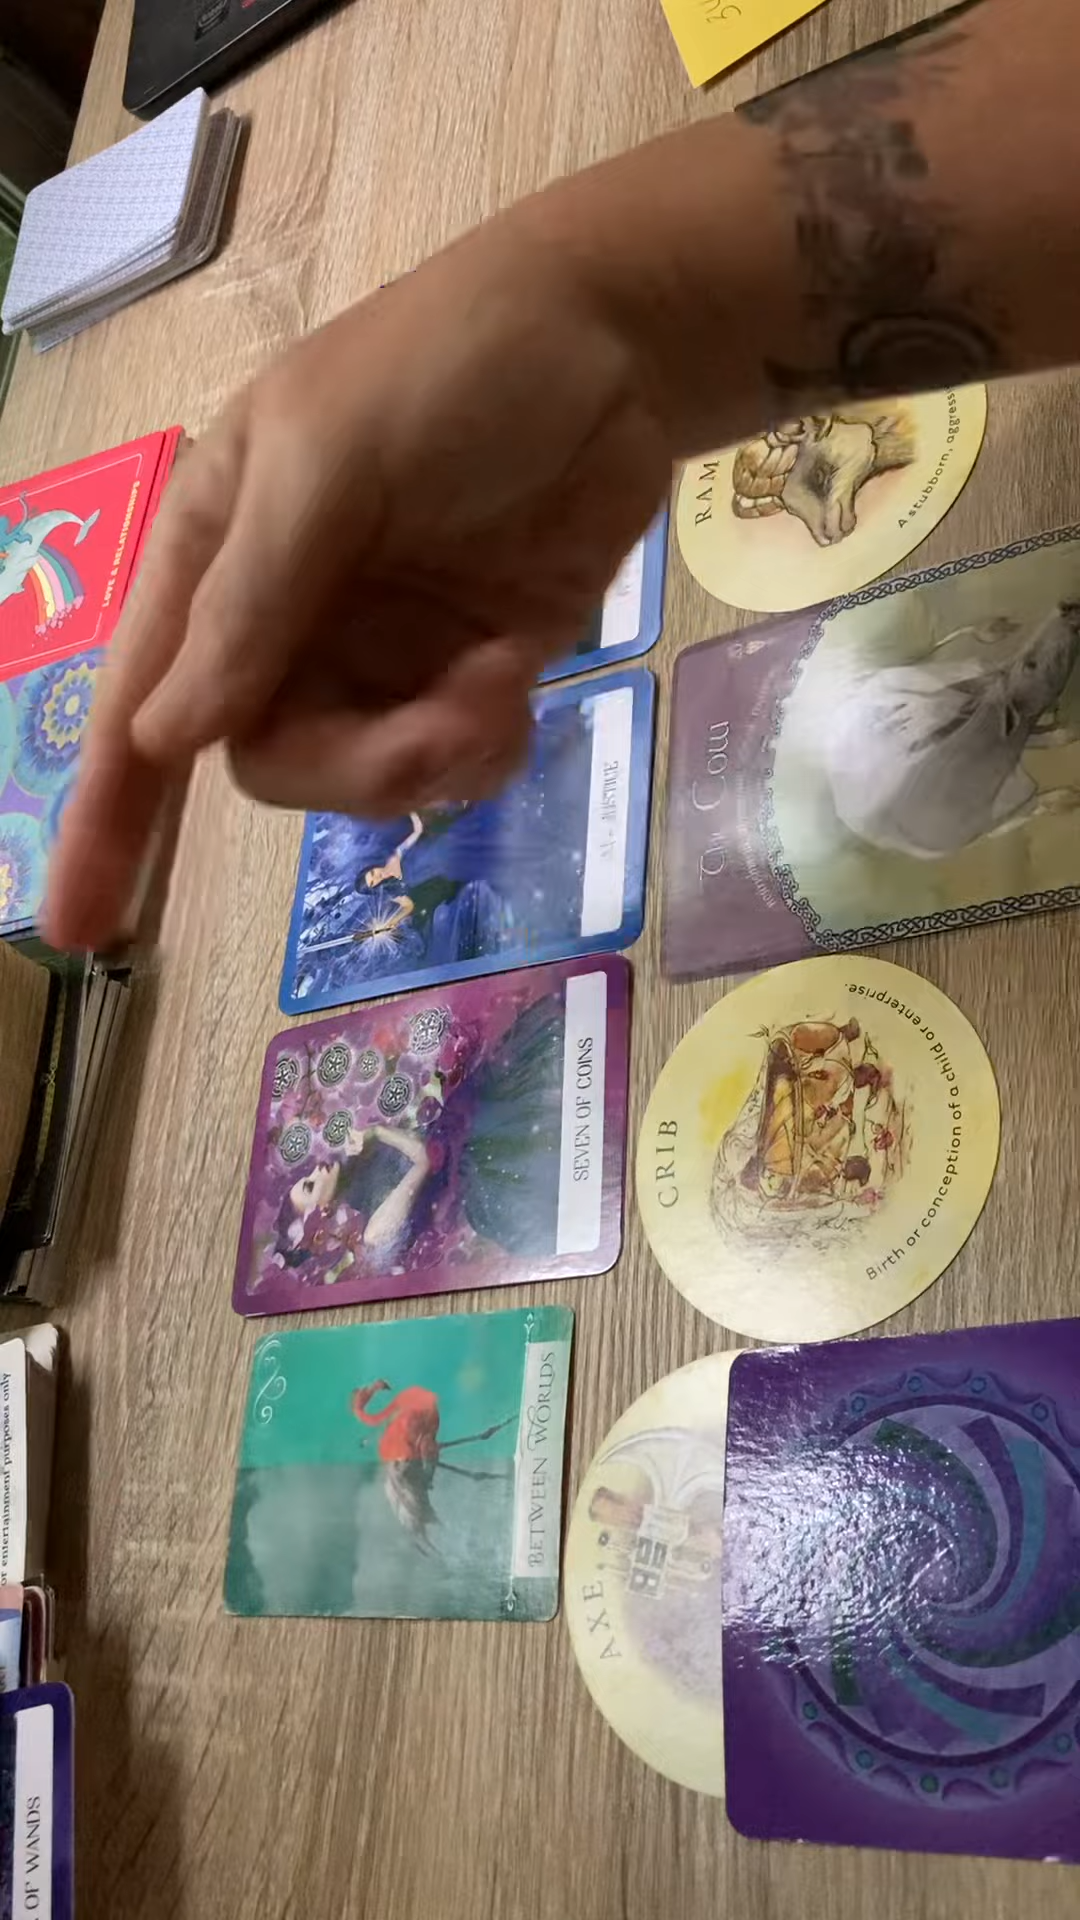 LOVE & RELATIONSHIPS
RAM
A stubborn, aggress
JUSTICE
The Cow
SEVEN OF COINS
CRIB
Birth or conception of a child or enterprise.
BETWEEN WORLDS
AXE
or entertainment purposes only
OF WANDS